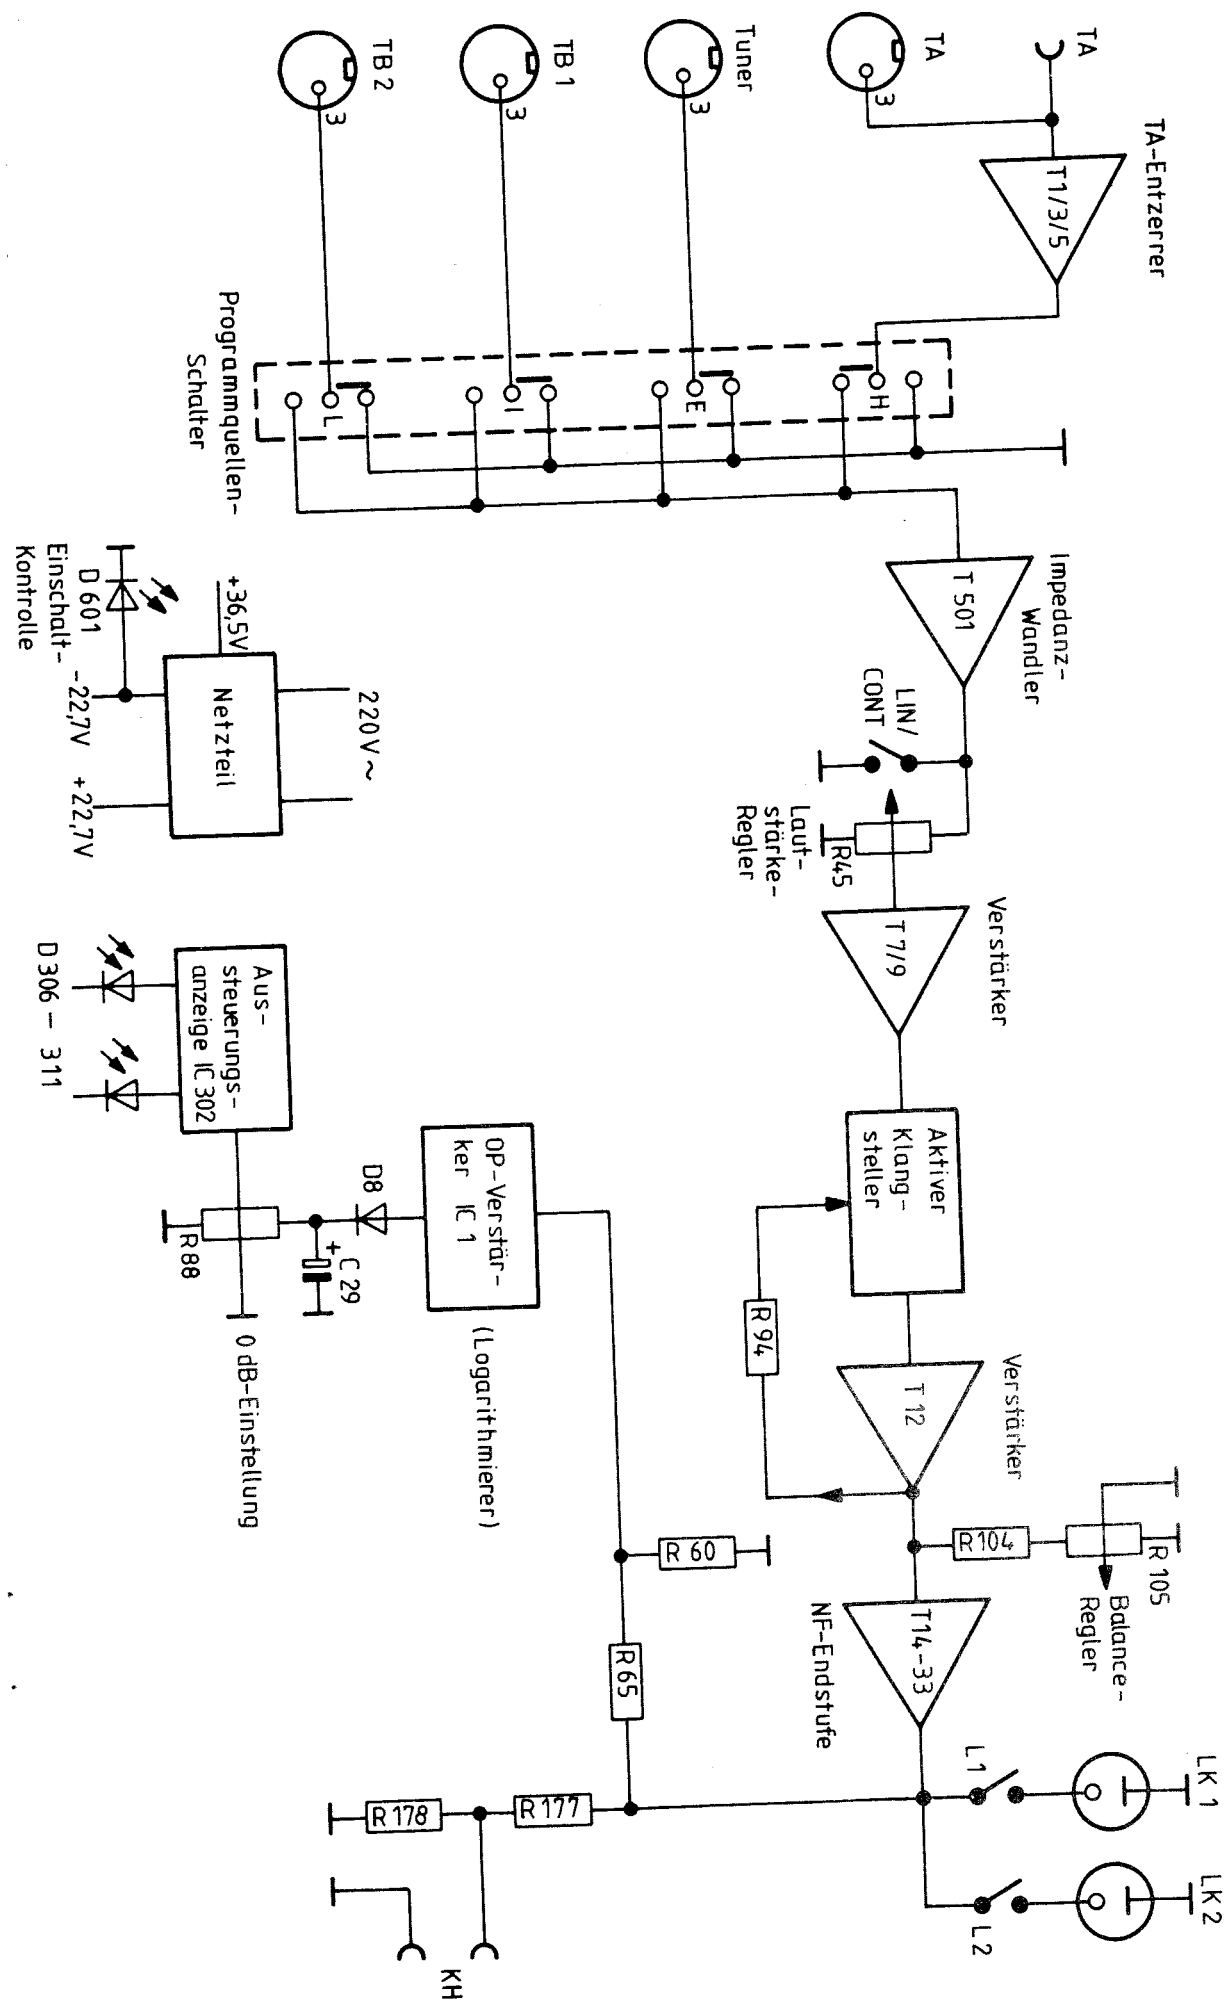 TA
TA
3
Tuner
3
TB 1
3
TB 2
3
TA-Entzerrer
T1/3/5
H
E
I
L
Programmquellen-
Schalter
Impedanz-
Wandler
T 501
LIN/
CONT
Laut-
stärke-
Regler
R45
Verstärker
T 7/9
Aktiver
Klang-
steller
R 94
Verstärker
T 12
R104
R 105
Balance-
Regler
T14-33
NF-Endstufe
LK 1
L1
LK 2
L 2
R 60
R 65
R 177
R 178
KH
OP-Verstär-
ker IC 1
(Logarithmierer)
D8
+
C 29
R88
0 dB-Einstellung
Aus-
steuerungs-
anzeige IC 302
D 306 - 311
220V~
Netzteil
+36,5V
-22,7V
+22,7V
D 601
Einschalt-
Kontrolle